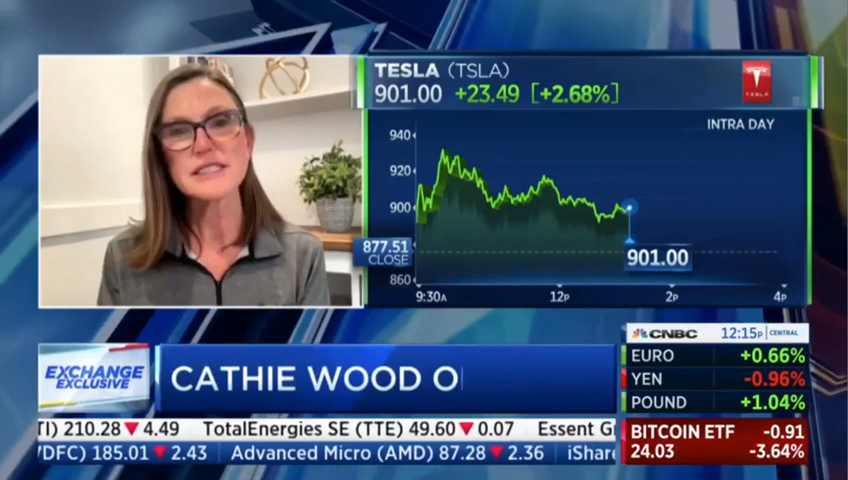 TESLA (TSLA)
901.00 +23.49 [+2.68%]
TESLA
INTRA DAY
940
920
900
877.51
CLOSE
860
901.00
9:30A 12P 2P 4P
EXCHANGE
EXCLUSIVE
CATHIE WOOD O
CNBC 12:15P CENTRAL
EURO +0.66%
YEN -0.96%
POUND +1.04%
BITCOIN ETF -0.91
24.03 -3.64%
TI) 210.28 ▼ 4.49 TotalEnergies SE (TTE) 49.60 ▼ 0.07 Essent G
/DFC) 185.01 ▼ 2.43 Advanced Micro (AMD) 87.28 ▼ 2.36 iShare